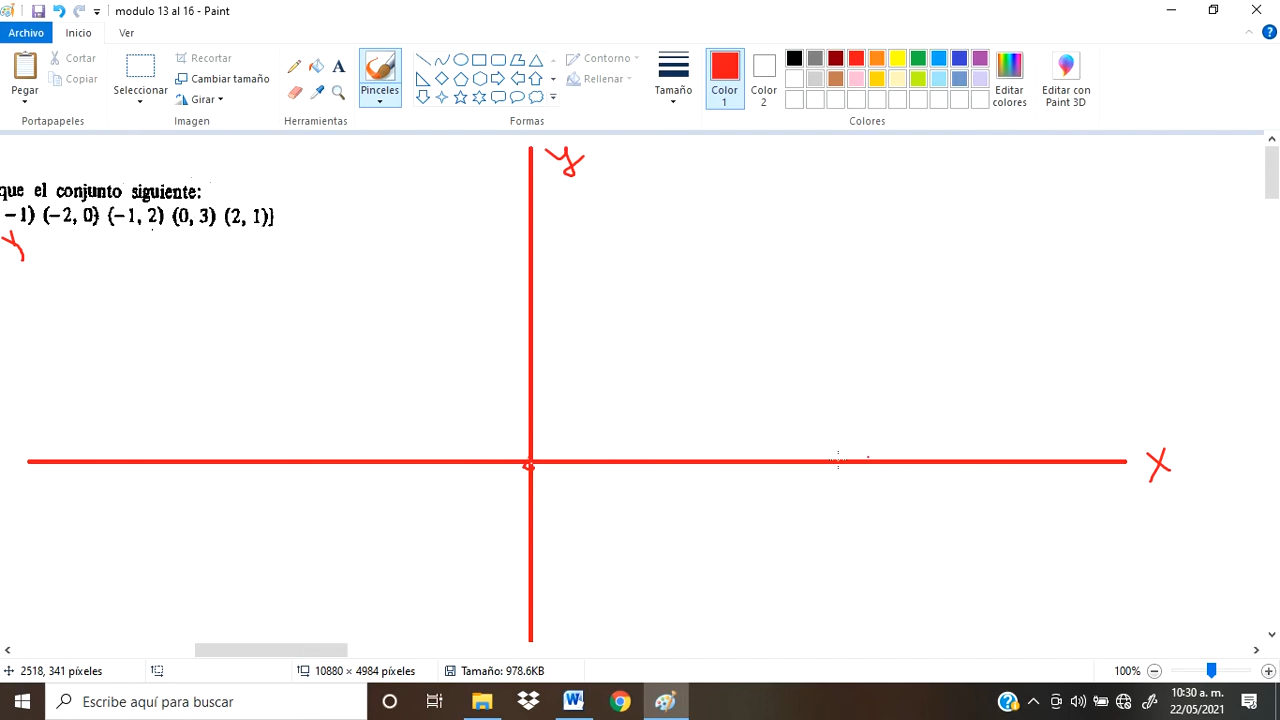 modulo 13 al 16 - Paint
Archivo Inicio Ver
Pegar Cortar Copiar Portapapeles
Seleccionar Recortar Cambiar tamaño Girar Imagen
Herramientas
Pinceles
Formas Contorno Rellenar
Tamaño
Color 1 Color 2 Editar colores Editar con Paint 3D Colores
y
que el conjunto siguiente:
−1) (−2, 0) (−1, 2) (0, 3) (2, 1)}
y
X
2518, 341 píxeles 10880 × 4984 píxeles Tamaño: 978.6KB 100%
Escribe aquí para buscar
10:30 a. m.
22/05/2021